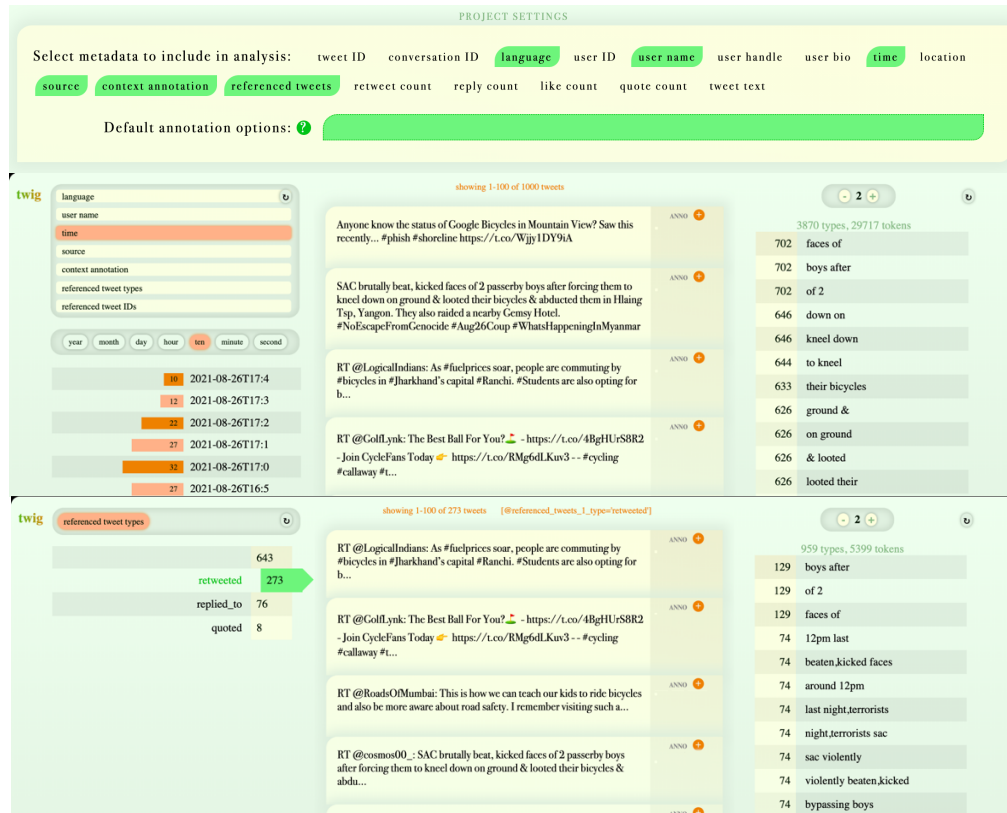 PROJECT SETTINGS
Select metadata to include in analysis: tweet ID conversation ID language user ID user name user handle user bio time location
source context annotation referenced tweets retweet count reply count like count quote count tweet text
Default annotation options: ?
twig
language
user name
time
source
context annotation
referenced tweet types
referenced tweet IDs
year month day hour ten minute second
10 2021-08-26T17:4
12 2021-08-26T17:3
22 2021-08-26T17:2
27 2021-08-26T17:1
32 2021-08-26T17:0
27 2021-08-26T16:5
showing 1-100 of 1000 tweets
Anyone know the status of Google Bicycles in Mountain View? Saw this
recently... #phish #shoreline https://t.co/Wjjy1DY9iA
ANNO +
SAC brutally beat, kicked faces of 2 passerby boys after forcing them to
kneel down on ground & looted their bicycles & abducted them in Hlaing
Tsp, Yangon. They also raided a nearby Gemsy Hotel.
#NoEscapeFromGenocide #Aug26Coup #WhatsHappeningInMyanmar
ANNO +
RT @LogicalIndians: As #fuelprices soar, people are commuting by
#bicycles in #Jharkhand's capital #Ranchi. #Students are also opting for
b...
ANNO +
RT @GolfLynk: The Best Ball For You?⛳ - https://t.co/4BgHUrS8R2
- Join CycleFans Today 👉 https://t.co/RMg6dLKuv3 - - #cycling
#callaway #t...
ANNO +
- 2 +
3870 types, 29717 tokens
702 faces of
702 boys after
702 of 2
646 down on
646 kneel down
644 to kneel
633 their bicycles
626 ground &
626 on ground
626 & looted
626 looted their
twig
referenced tweet types
643
retweeted 273
replied_to 76
quoted 8
showing 1-100 of 273 tweets [@referenced_tweets_1_type='retweeted']
RT @LogicalIndians: As #fuelprices soar, people are commuting by
#bicycles in #Jharkhand's capital #Ranchi. #Students are also opting for
b...
ANNO +
RT @GolfLynk: The Best Ball For You?⛳ - https://t.co/4BgHUrS8R2
- Join CycleFans Today 👉 https://t.co/RMg6dLKuv3 - - #cycling
#callaway #t...
ANNO +
RT @RoadsOfMumbai: This is how we can teach our kids to ride bicycles
and also be more aware about road safety. I remember visiting such a...
ANNO +
RT @cosmos00_: SAC brutally beat, kicked faces of 2 passerby boys
after forcing them to kneel down on ground & looted their bicycles &
abdu...
ANNO +
- 2 +
959 types, 5399 tokens
129 boys after
129 of 2
129 faces of
74 12pm last
74 beaten,kicked faces
74 around 12pm
74 last night,terrorists
74 night,terrorists sac
74 sac violently
74 violently beaten,kicked
74 bypassing boys